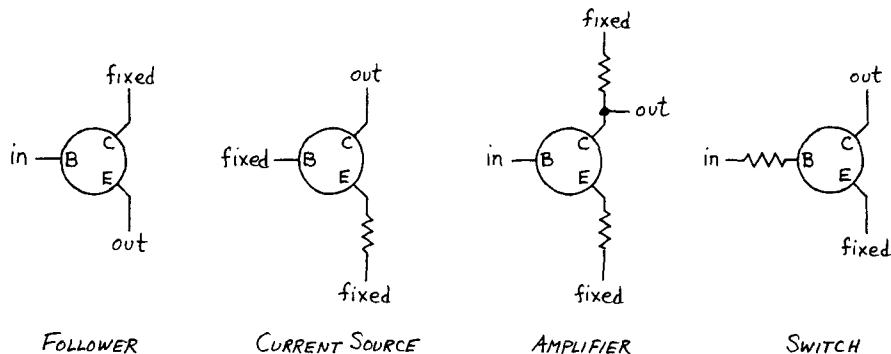 fixed
in
B
C
E
out
FOLLOWER
out
fixed
B
C
E
fixed
CURRENT SOURCE
fixed
out
in
B
C
E
fixed
AMPLIFIER
out
in
B
C
E
fixed
SWITCH